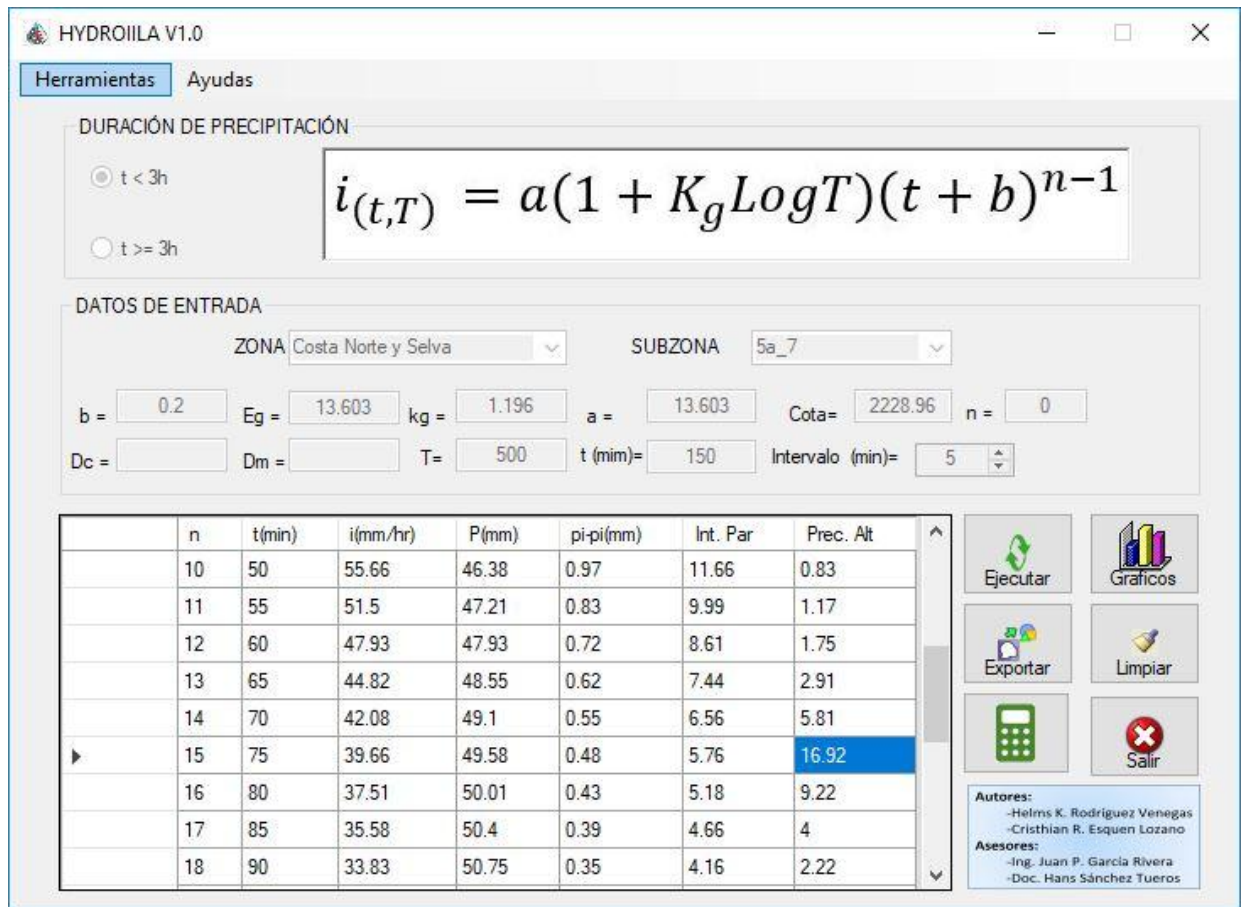 HYDROIILA V1.0
Herramientas Ayudas
DURACIÓN DE PRECIPITACIÓN
t < 3h
i(t,T) = a(1 + KgLogT)(t + b)^n−1
t >= 3h
DATOS DE ENTRADA
ZONA Costa Norte y Selva SUBZONA 5a_7
b = 0.2 Eg = 13.603 kg = 1.196 a = 13.603 Cota= 2228.96 n = 0
Dc = Dm = T= 500 t (mim)= 150 Intervalo (min)= 5
n t(min) i(mm/hr) P(mm) pi-pi(mm) Int. Par Prec. Alt
10 50 55.66 46.38 0.97 11.66 0.83
11 55 51.5 47.21 0.83 9.99 1.17
12 60 47.93 47.93 0.72 8.61 1.75
13 65 44.82 48.55 0.62 7.44 2.91
14 70 42.08 49.1 0.55 6.56 5.81
15 75 39.66 49.58 0.48 5.76 16.92
16 80 37.51 50.01 0.43 5.18 9.22
17 85 35.58 50.4 0.39 4.66 4
18 90 33.83 50.75 0.35 4.16 2.22
Ejecutar Graficos
Exportar Limpiar
Salir
Autores:
-Helms K. Rodríguez Venegas
-Cristhian R. Esquen Lozano
Asesores:
-Ing. Juan P. García Rivera
-Doc. Hans Sánchez Tueros